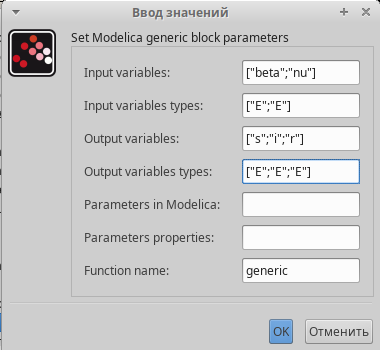 Ввод значений
Set Modelica generic block parameters
Input variables: ["beta";"nu"]
Input variables types: ["E";"E"]
Output variables: ["s";"i";"r"]
Output variables types: ["E";"E";"E"]
Parameters in Modelica:
Parameters properties:
Function name: generic
OK Отменить